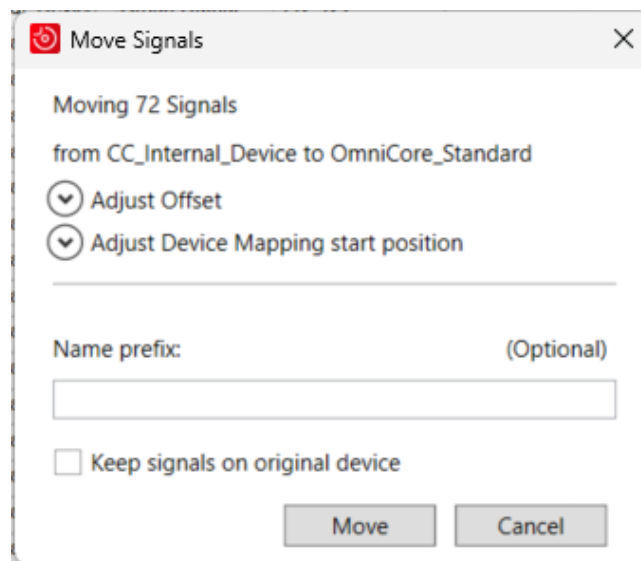 Move Signals
Moving 72 Signals
from CC_Internal_Device to OmniCore_Standard
Adjust Offset
Adjust Device Mapping start position
Name prefix: (Optional)
Keep signals on original device
Move Cancel